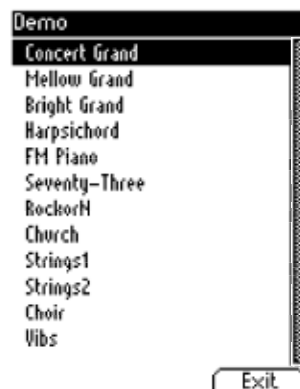 Demo
Concert Grand
Mellow Grand
Bright Grand
Harpsichord
FM Piano
Seventy-Three
RockorN
Church
Strings1
Strings2
Choir
Vibs
Exit